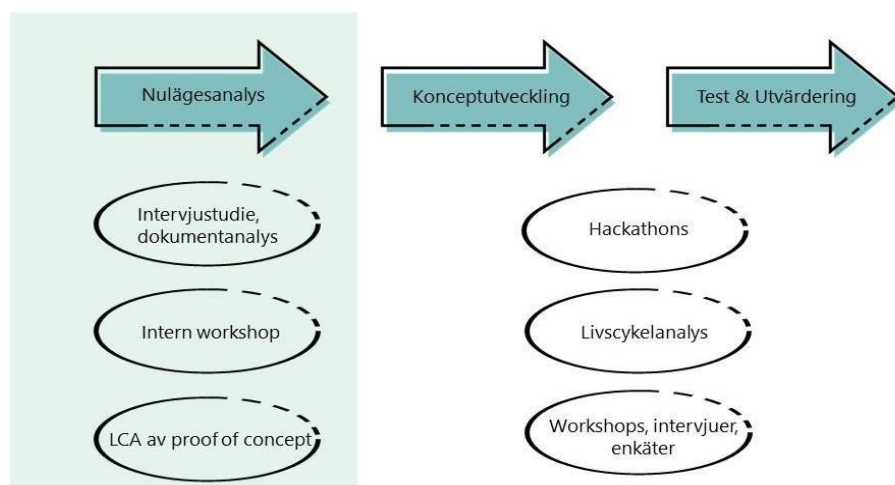 Nulägesanalys
Konceptutveckling
Test & Utvärdering
Intervjustudie,
dokumentanalys
Hackathons
Intern workshop
Livscykelanalys
LCA av proof of concept
Workshops, intervjuer,
enkäter